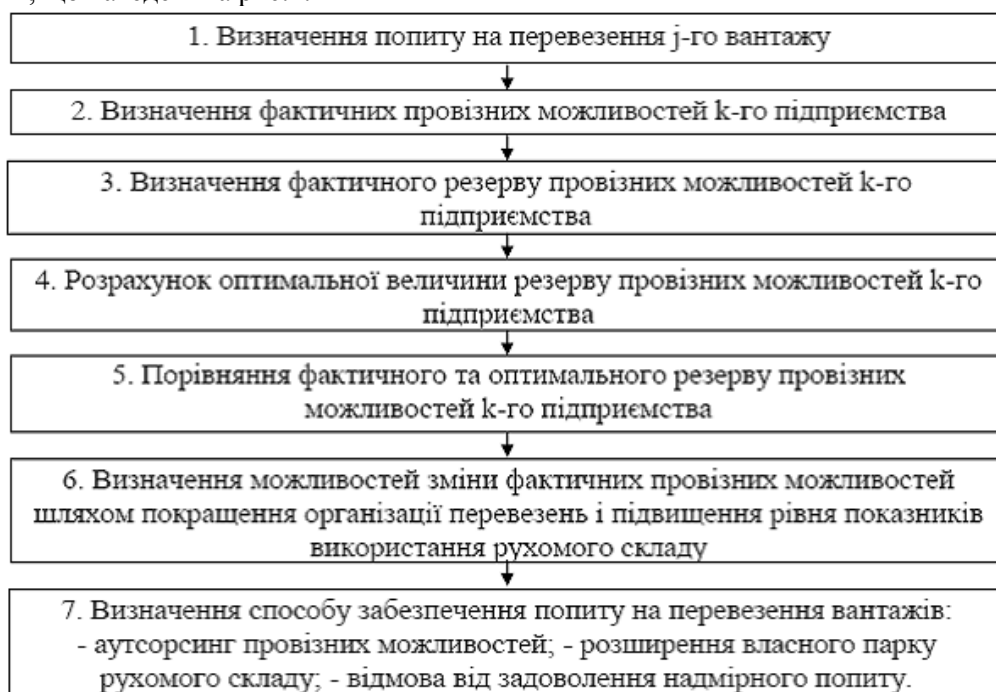 1. Визначення попиту на перевезення j-го вантажу
2. Визначення фактичних провізних можливостей k-го підприємства
3. Визначення фактичного резерву провізних можливостей k-го
підприємства
4. Розрахунок оптимальної величини резерву провізних можливостей k-го
підприємства
5. Порівняння фактичного та оптимального резерву провізних
можливостей k-го підприємства
6. Визначення можливостей зміни фактичних провізних можливостей
шляхом покращення організації перевезень і підвищення рівня показників
використання рухомого складу
7. Визначення способу забезпечення попиту на перевезення вантажів:
- аутсорсинг провізних можливостей; - розширення власного парку
рухомого складу; - відмова від задоволення надмірного попиту.